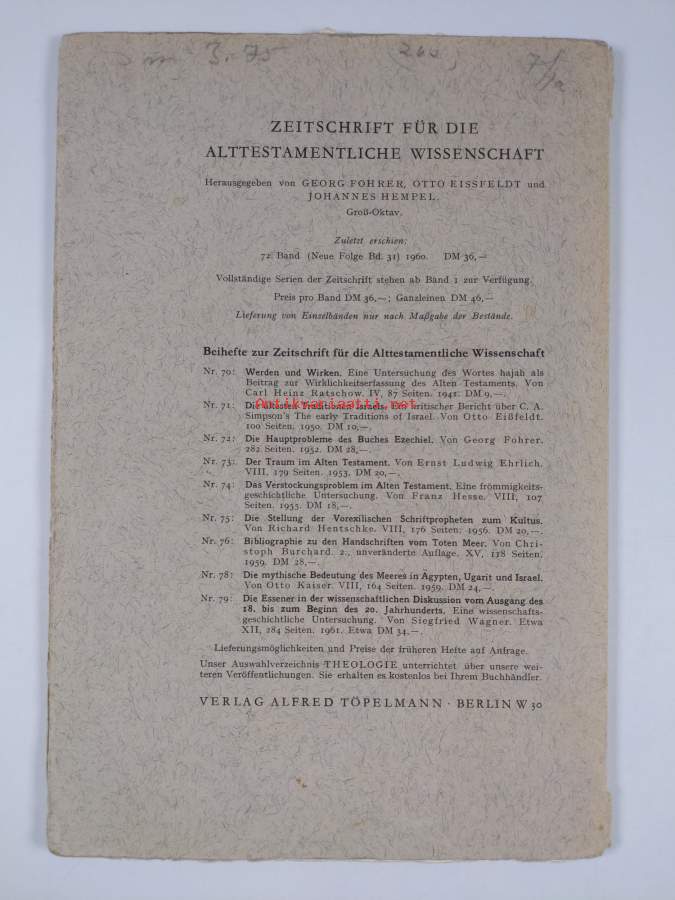 3.75
ZEITSCHRIFT FÜR DIE
ALTTESTAMENTLICHE WISSENSCHAFT
Herausgegeben von GEORG FOHRER, OTTO EISSFELDT und
JOHANNES HEMPEL.
Groß-Oktav.
Zuletzt erschien:
72. Band (Neue Folge Bd. 31) 1960. DM 36,—
Vollständige Serien der Zeitschrift stehen ab Band 1 zur Verfügung.
Preis pro Band DM 36,—; Ganzleinen DM 46,—
Lieferung von Einzelbänden nur nach Maßgabe der Bestände.
Beihefte zur Zeitschrift für die Alttestamentliche Wissenschaft
Nr. 70: Werden und Wirken. Eine Untersuchung des Wortes hajah als
Beitrag zur Wirklichkeitserfassung des Alten Testaments. Von
Carl Heinz Ratschow. IV, 87 Seiten. 1941. DM 9,—.
Nr. 71: Die ältesten Traditionen Israels. Ein kritischer Bericht über C. A.
Antikvariaatti.net
Simpson's The early Traditions of Israel. Von Otto Eißfeldt.
100 Seiten. 1950. DM 10,—.
Nr. 72: Die Hauptprobleme des Buches Ezechiel. Von Georg Fohrer.
282 Seiten. 1952. DM 28,—.
Nr. 73: Der Traum im Alten Testament. Von Ernst Ludwig Ehrlich.
VIII, 179 Seiten. 1953. DM 20,—.
Nr. 74: Das Verstockungsproblem im Alten Testament. Eine frömmigkeits-
geschichtliche Untersuchung. Von Franz Hesse. VIII, 107
Seiten. 1955. DM 18,—.
Nr. 75: Die Stellung der Vorexilischen Schriftpropheten zum Kultus.
Von Richard Hentschke. VIII, 176 Seiten. 1956. DM 20,—.
Nr. 76: Bibliographie zu den Handschriften vom Toten Meer. Von Chri-
stoph Burchard. 2., unveränderte Auflage. XV, 118 Seiten.
1959. DM 28,—.
Nr. 78: Die mythische Bedeutung des Meeres in Ägypten, Ugarit und Israel.
Von Otto Kaiser. VIII, 164 Seiten. 1959. DM 24,—.
Nr. 79: Die Essener in der wissenschaftlichen Diskussion vom Ausgang des
18. bis zum Beginn des 20. Jahrhunderts. Eine wissenschafts-
geschichtliche Untersuchung. Von Siegfried Wagner. Etwa
XII, 284 Seiten. 1961. Etwa DM 34,—.
Lieferungsmöglichkeiten und Preise der früheren Hefte auf Anfrage.
Unser Auswahlverzeichnis THEOLOGIE unterrichtet über unsere wei-
teren Veröffentlichungen. Sie erhalten es kostenlos bei Ihrem Buchhändler.
VERLAG ALFRED TÖPELMANN · BERLIN W 30